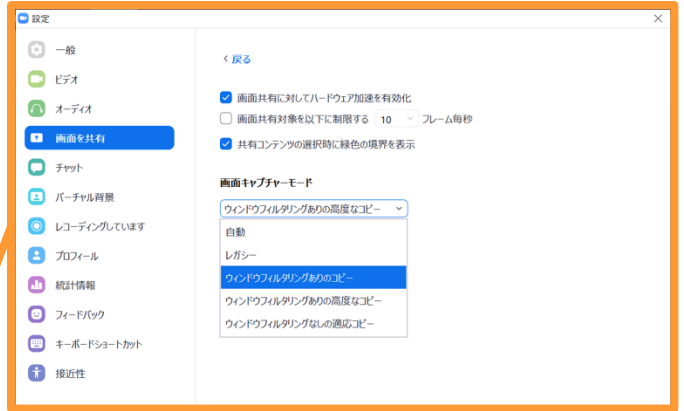 設定
一般
ビデオ
オーディオ
画面を共有
チャット
バーチャル背景
レコーディングしています
プロフィール
統計情報
フィードバック
キーボードショートカット
接近性
戻る
画面共有に対してハードウェア加速を有効化
画面共有対象を以下に制限する 10 フレーム毎秒
共有コンテンツの選択時に緑色の境界を表示
画面キャプチャーモード
ウィンドウフィルタリングありの高度なコピー
自動
レガシー
ウィンドウフィルタリングありのコピー
ウィンドウフィルタリングありの高度なコピー
ウィンドウフィルタリングなしの適応コピー